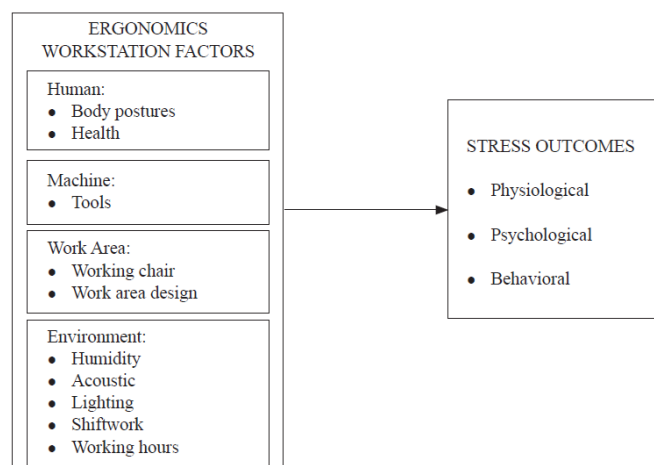 ERGONOMICS
WORKSTATION FACTORS
Human:
● Body postures
● Health
Machine:
● Tools
Work Area:
● Working chair
● Work area design
Environment:
● Humidity
● Acoustic
● Lighting
● Shiftwork
● Working hours
STRESS OUTCOMES
● Physiological
● Psychological
● Behavioral